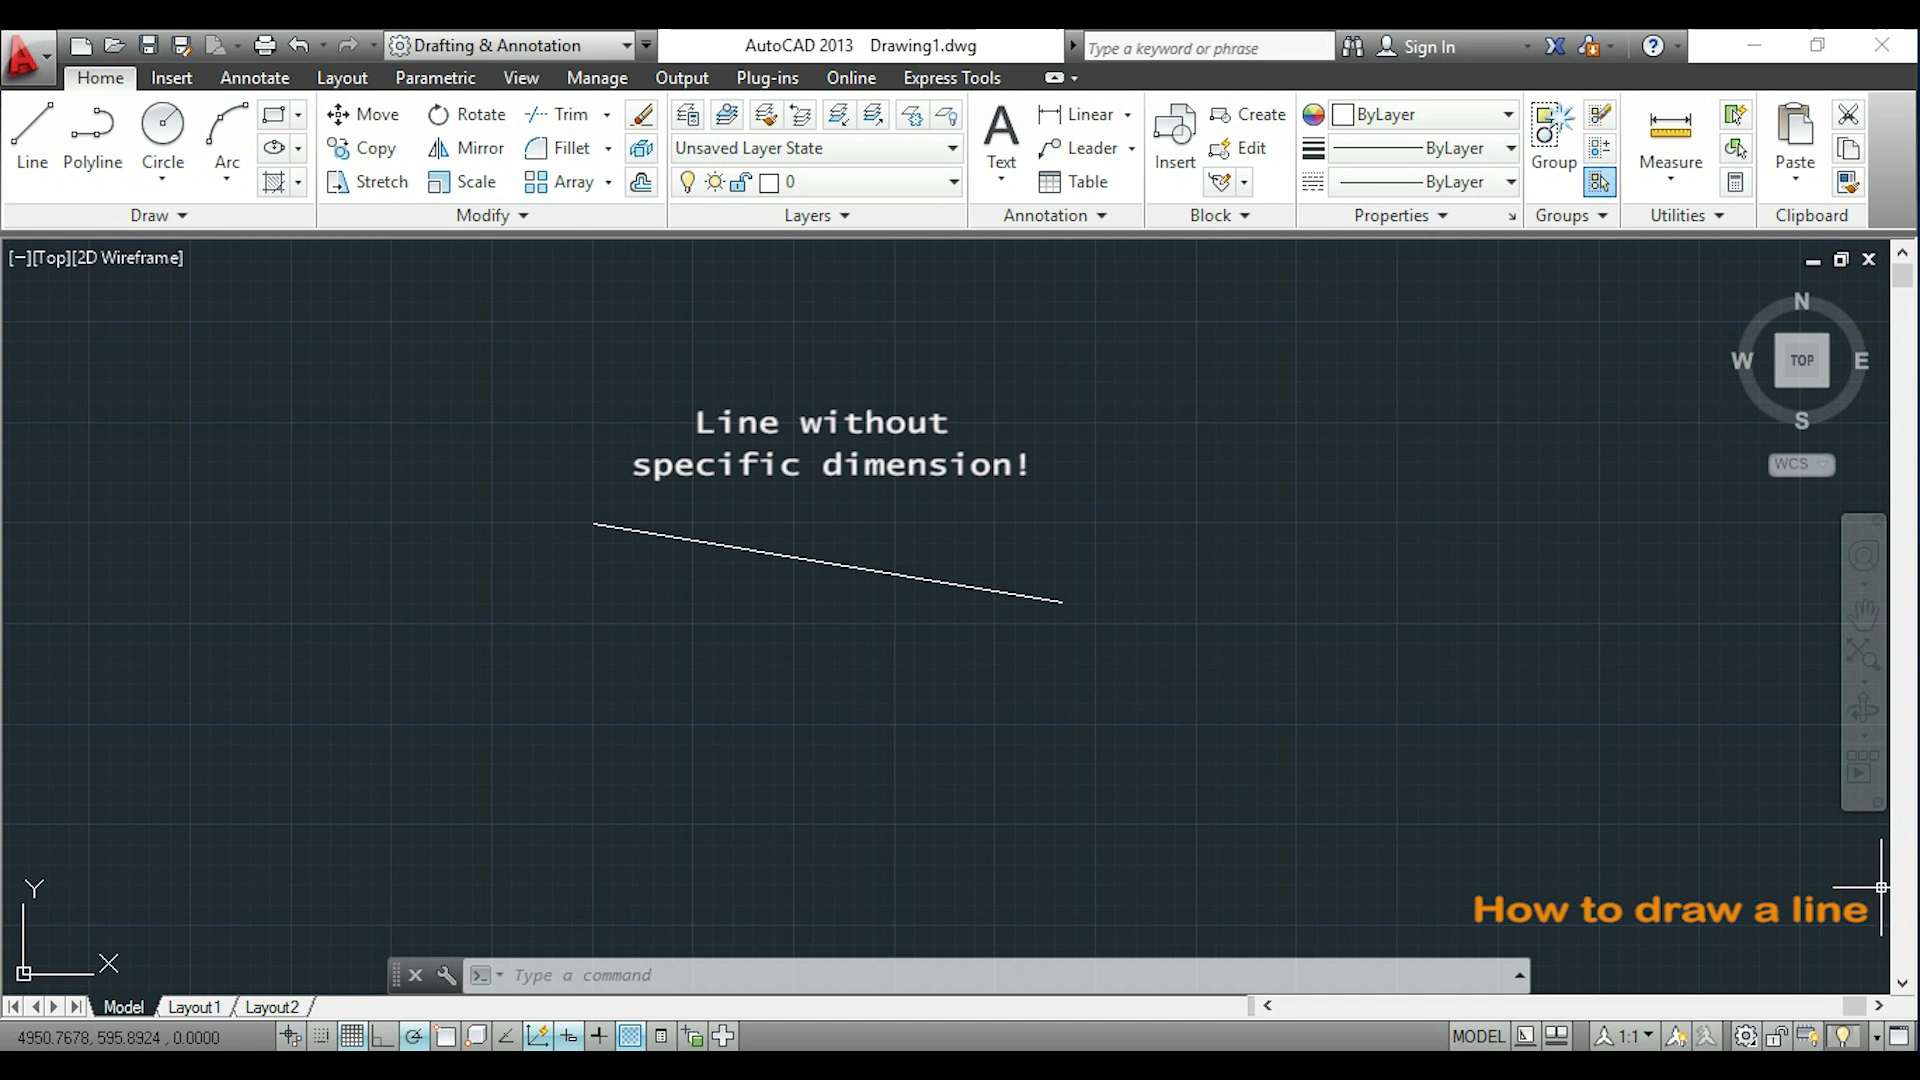 Drafting & Annotation
AutoCAD 2013 Drawing1.dwg
Type a keyword or phrase
Sign In
Home Insert Annotate Layout Parametric View Manage Output Plug-ins Online Express Tools
Line Polyline Circle Arc
Draw
Move Rotate Trim
Copy Mirror Fillet
Stretch Scale Array
Modify
Unsaved Layer State
0
Layers
A
Text
Linear
Leader
Table
Annotation
Insert
Create
Edit
Block
ByLayer
ByLayer
ByLayer
Properties
Group
Groups
Measure
Utilities
Paste
Clipboard
[−][Top][2D Wireframe]
N
W TOP E
S
WCS
Line without
specific dimension!
How to draw a line
Y
X
Type a command
Model Layout1 Layout2
4950.7678, 595.8924 , 0.0000
MODEL
1:1